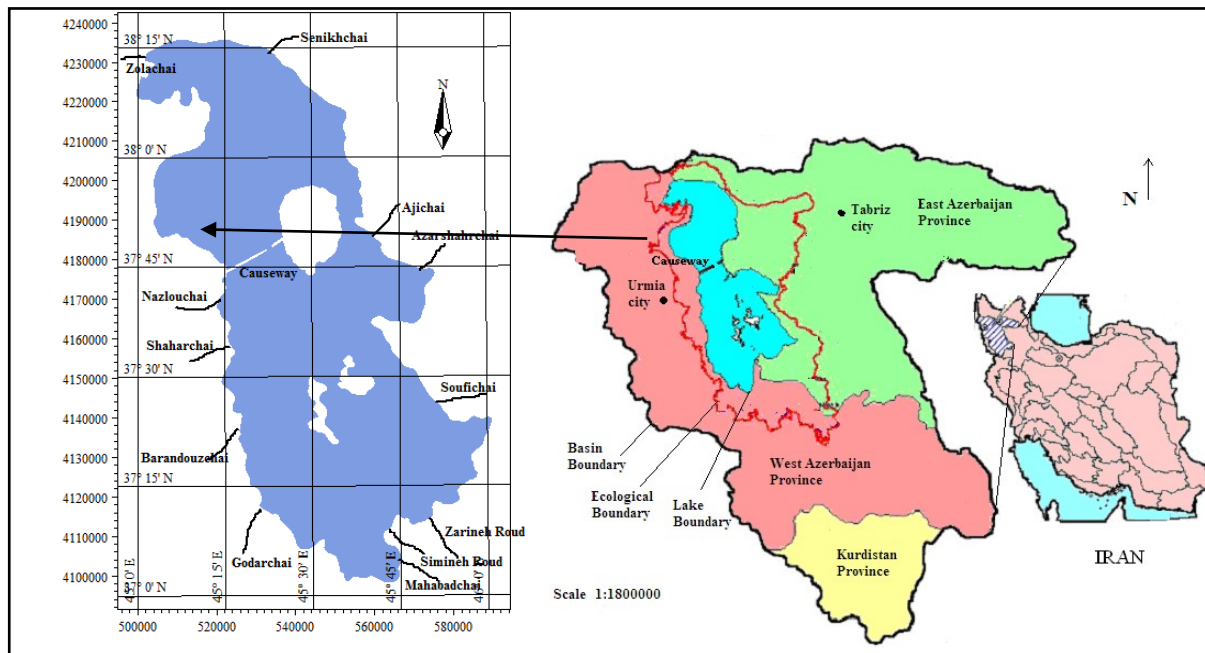 4240000
4230000
4220000
4210000
4200000
4190000
4180000
4170000
4160000
4150000
4140000
4130000
4120000
4110000
4100000
500000
520000
540000
560000
580000
38° 15' N
38° 0' N
37° 45' N
37° 30' N
37° 15' N
37° 0' N
45° 0' E
45° 15' E
45° 30' E
45° 45' E
46° 0' E
N
Senikhchai
Zolachai
Ajichai
Azarshahrchai
Causeway
Nazlouchai
Shaharchai
Soufichai
Barandouzchai
Zarineh Roud
Godarchai
Simineh Roud
Mahabadchai
N
Tabriz
city
East Azerbaijan
Province
Causeway
Urmia
city
Basin
Boundary
Ecological
Boundary
Lake
Boundary
West Azerbaijan
Province
Kurdistan
Province
Scale 1:1800000
IRAN